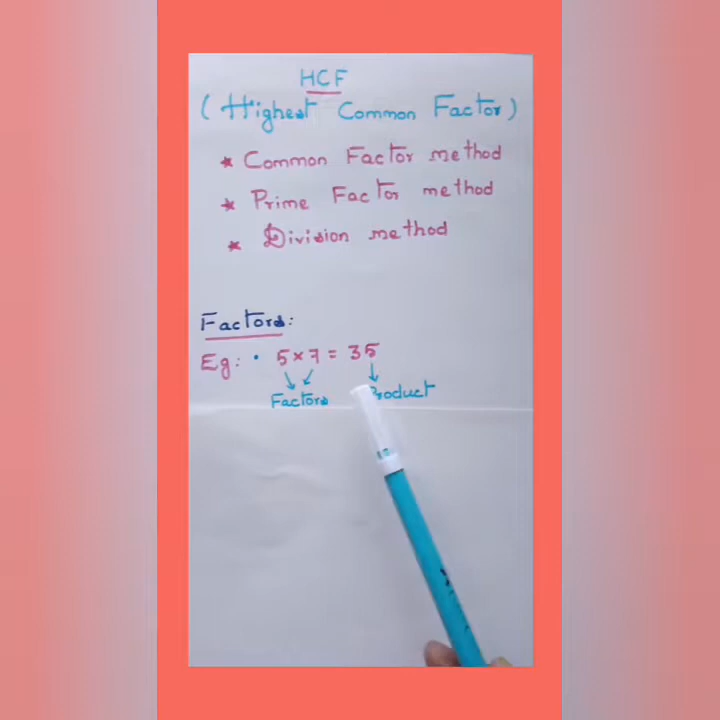 HCF
(Highest Common Factor)
* Common Factor method
* Prime Factor method
* Division method
Factors:
Eg: • 5 × 7 = 35
Factors Product